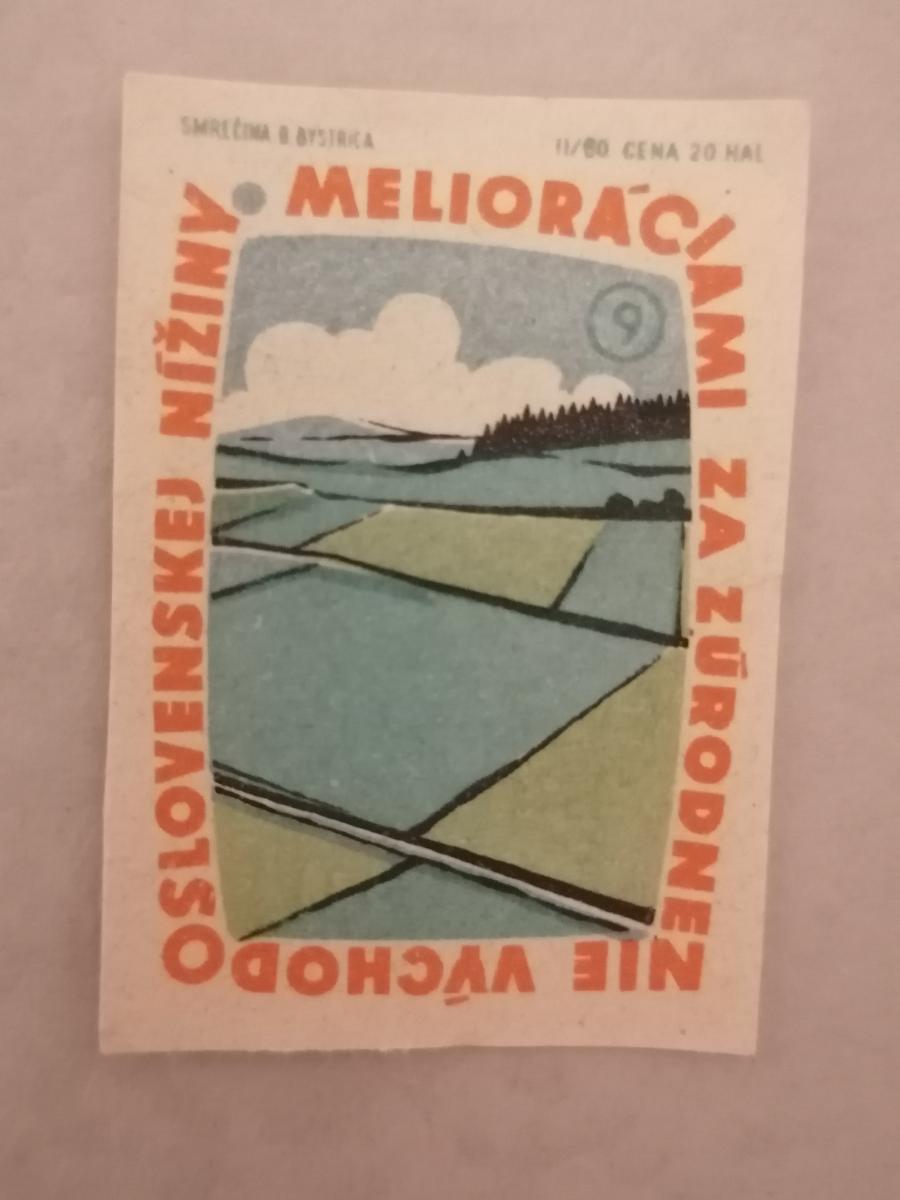 SMREČINA B. BYSTRICA
11/60 CENA 20 HAL
MELIORÁCIAMI ZA ZÚRODNENIE VÝCHODOSLOVENSKEJ NÍŽINY
9